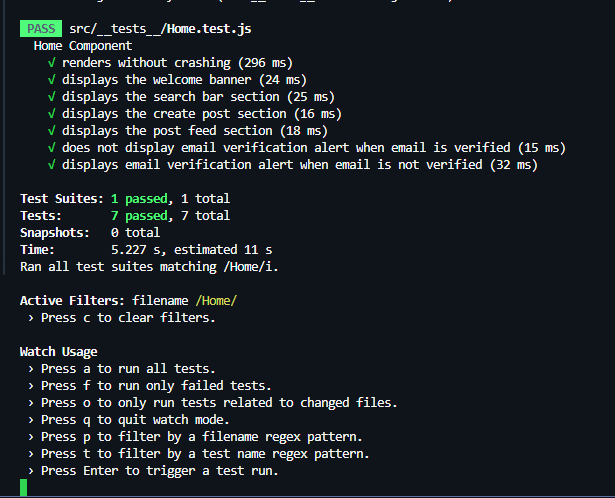 PASS src/__tests__/Home.test.js
Home Component
√ renders without crashing (296 ms)
√ displays the welcome banner (24 ms)
√ displays the search bar section (25 ms)
√ displays the create post section (16 ms)
√ displays the post feed section (18 ms)
√ does not display email verification alert when email is verified (15 ms)
√ displays email verification alert when email is not verified (32 ms)
Test Suites: 1 passed, 1 total
Tests: 7 passed, 7 total
Snapshots: 0 total
Time: 5.227 s, estimated 11 s
Ran all test suites matching /Home/i.
Active Filters: filename /Home/
› Press c to clear filters.
Watch Usage
› Press a to run all tests.
› Press f to run only failed tests.
› Press o to only run tests related to changed files.
› Press q to quit watch mode.
› Press p to filter by a filename regex pattern.
› Press t to filter by a test name regex pattern.
› Press Enter to trigger a test run.